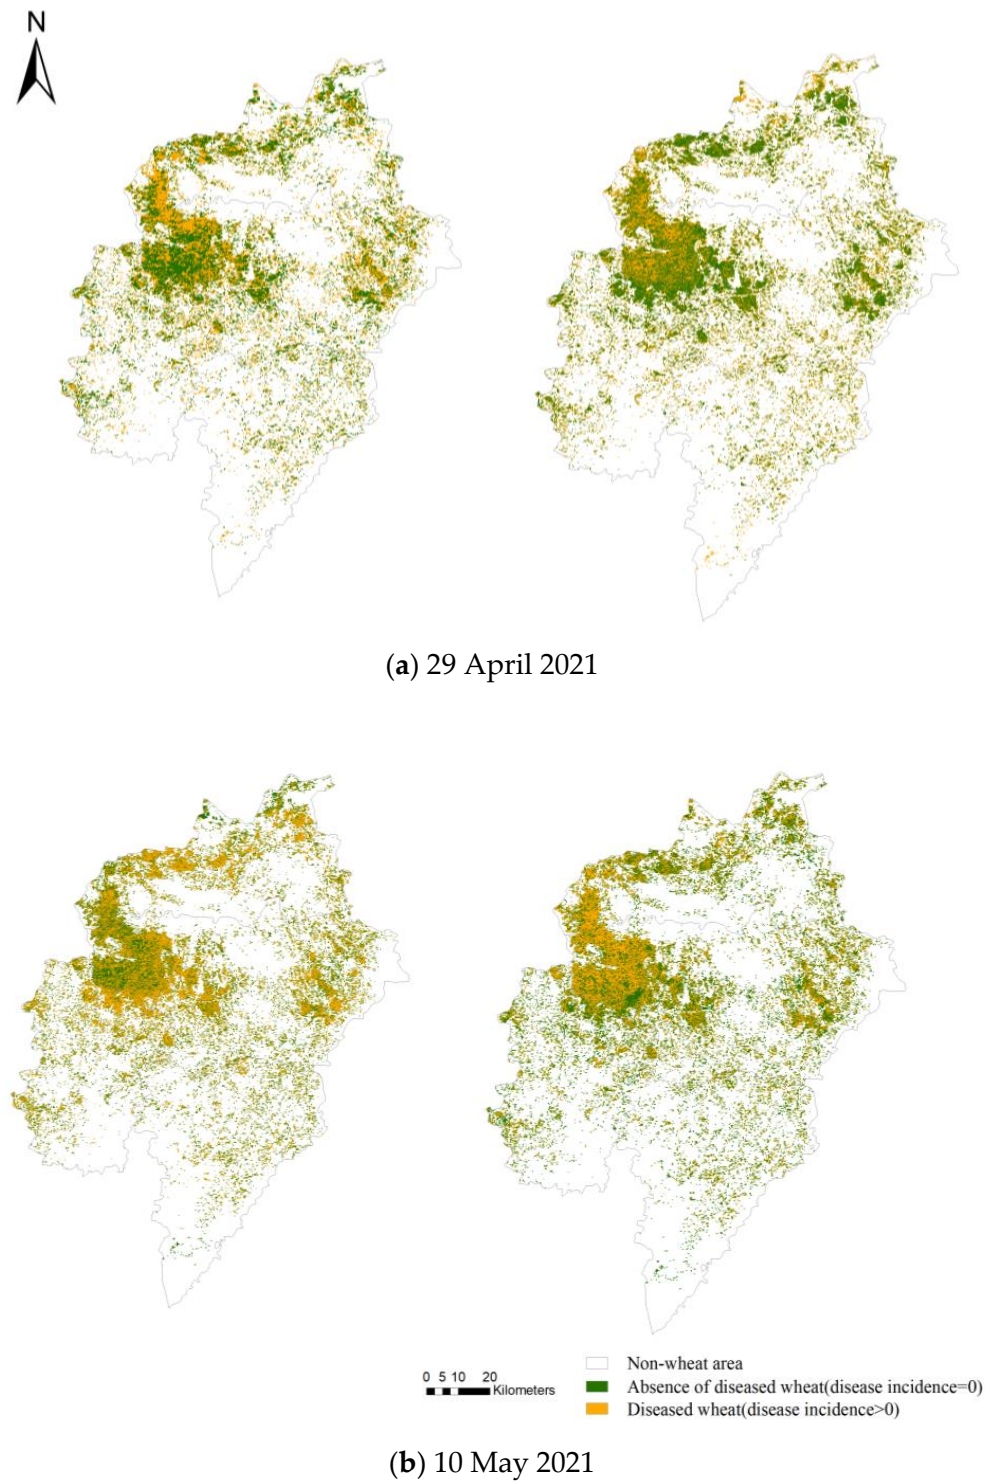 N
(a) 29 April 2021
Non-wheat area
0 5 10 20
Kilometers
Absence of diseased wheat(disease incidence=0)
Diseased wheat(disease incidence>0)
(b) 10 May 2021